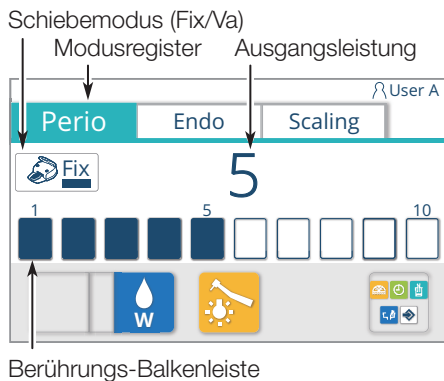 Schiebemodus (Fix/Va)
Modusregister Ausgangsleistung
User A
Perio Endo Scaling
Fix 5
1 5 10
W
Berührungs-Balkenleiste